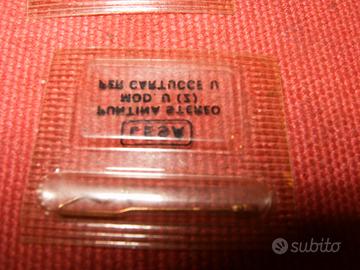 LESA
PUNTINA STEREO
MOD. U (S)
PER CARTUCCE U
subito